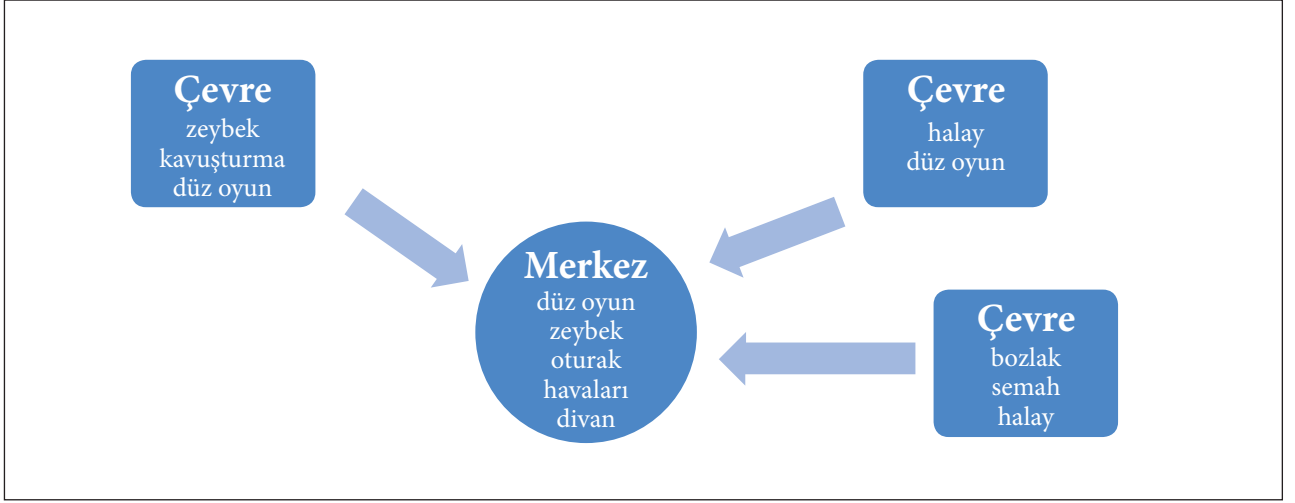 Çevre
zeybek
kavuşturma
düz oyun
Çevre
halay
düz oyun
Merkez
düz oyun
zeybek
oturak
havaları
divan
Çevre
bozlak
semah
halay